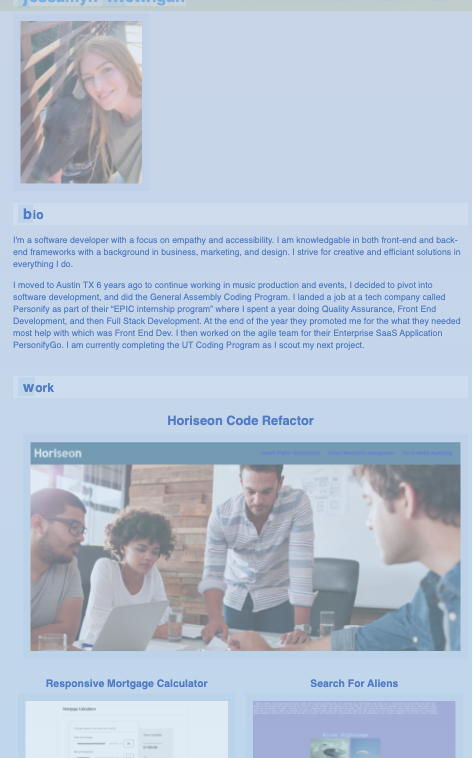 bio
I'm a software developer with a focus on empathy and accessibility. I am knowledgable in both front-end and back-
end frameworks with a background in business, marketing, and design. I strive for creative and efficiant solutions in
everything I do.
I moved to Austin TX 6 years ago to continue working in music production and events, I decided to pivot into
software development, and did the General Assembly Coding Program. I landed a job at a tech company called
Personify as part of their "EPIC internship program" where I spent a year doing Quality Assurance, Front End
Development, and then Full Stack Development. At the end of the year they promoted me for the what they needed
most help with which was Front End Dev. I then worked on the agile team for their Enterprise SaaS Application
PersonifyGo. I am currently completing the UT Coding Program as I scout my next project.
work
Horiseon Code Refactor
Horiseon
Responsive Mortgage Calculator
Search For Aliens
Mortgage Calculator